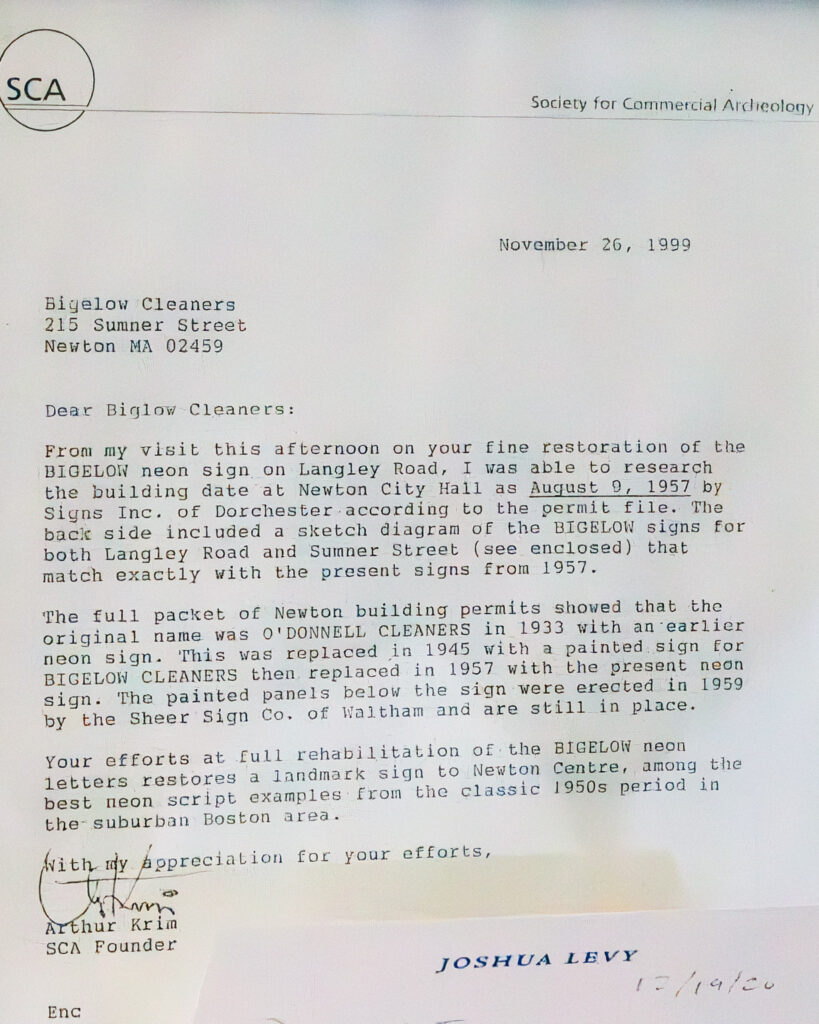 SCA
Society for Commercial Archeology
November 26, 1999
Bigelow Cleaners
215 Sumner Street
Newton MA 02459
Dear Biglow Cleaners:
From my visit this afternoon on your fine restoration of the
BIGELOW neon sign on Langley Road, I was able to research
the building date at Newton City Hall as August 9, 1957 by
Signs Inc. of Dorchester according to the permit file. The
back side included a sketch diagram of the BIGELOW signs for
both Langley Road and Sumner Street (see enclosed) that
match exactly with the present signs from 1957.
The full packet of Newton building permits showed that the
original name was O'DONNELL CLEANERS in 1933 with an earlier
neon sign. This was replaced in 1945 with a painted sign for
BIGELOW CLEANERS then replaced in 1957 with the present neon
sign. The painted panels below the sign were erected in 1959
by the Sheer Sign Co. of Waltham and are still in place.
Your efforts at full rehabilitation of the BIGELOW neon
letters restores a landmark sign to Newton Centre, among the
best neon script examples from the classic 1950s period in
the suburban Boston area.
With my appreciation for your efforts,
Arthur Krim
SCA Founder
JOSHUA LEVY
12/19/20
Enc